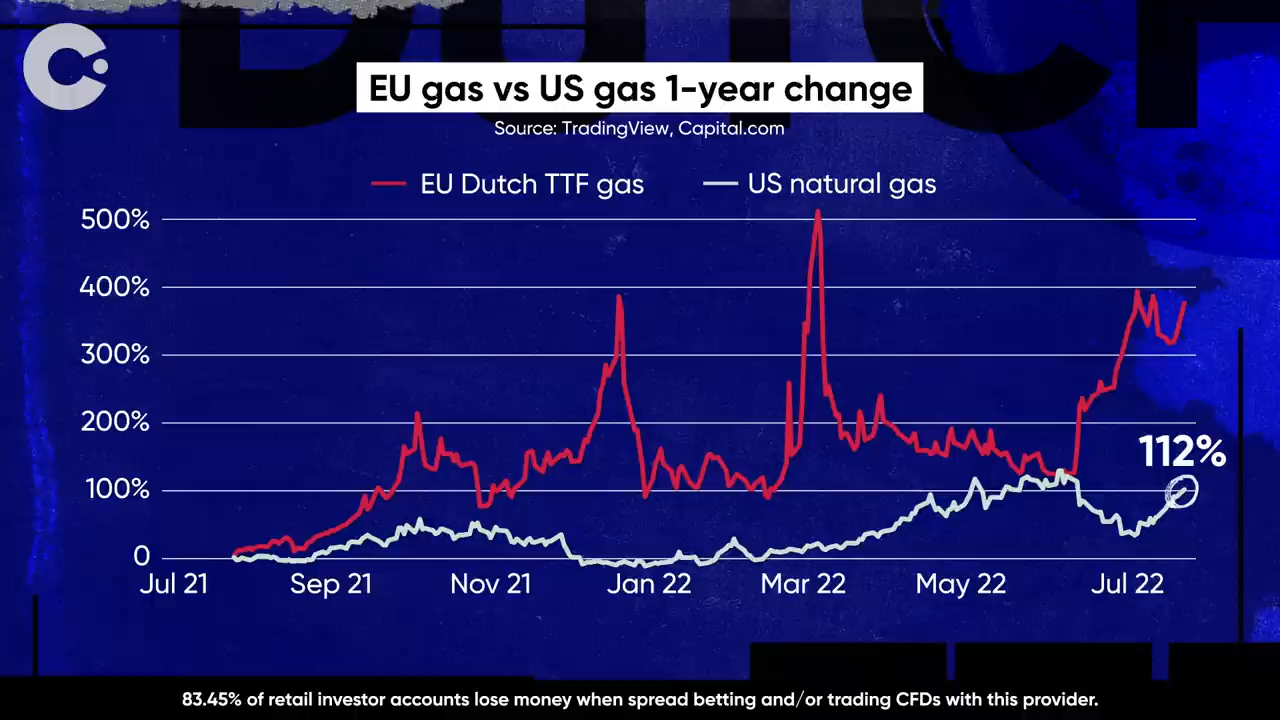 DUTCH
EU gas vs US gas 1-year change
Source: TradingView, Capital.com
EU Dutch TTF gas
US natural gas
500%
400%
300%
200%
100%
0
112%
Jul 21
Sep 21
Nov 21
Jan 22
Mar 22
May 22
Jul 22
83.45% of retail investor accounts lose money when spread betting and/or trading CFDs with this provider.